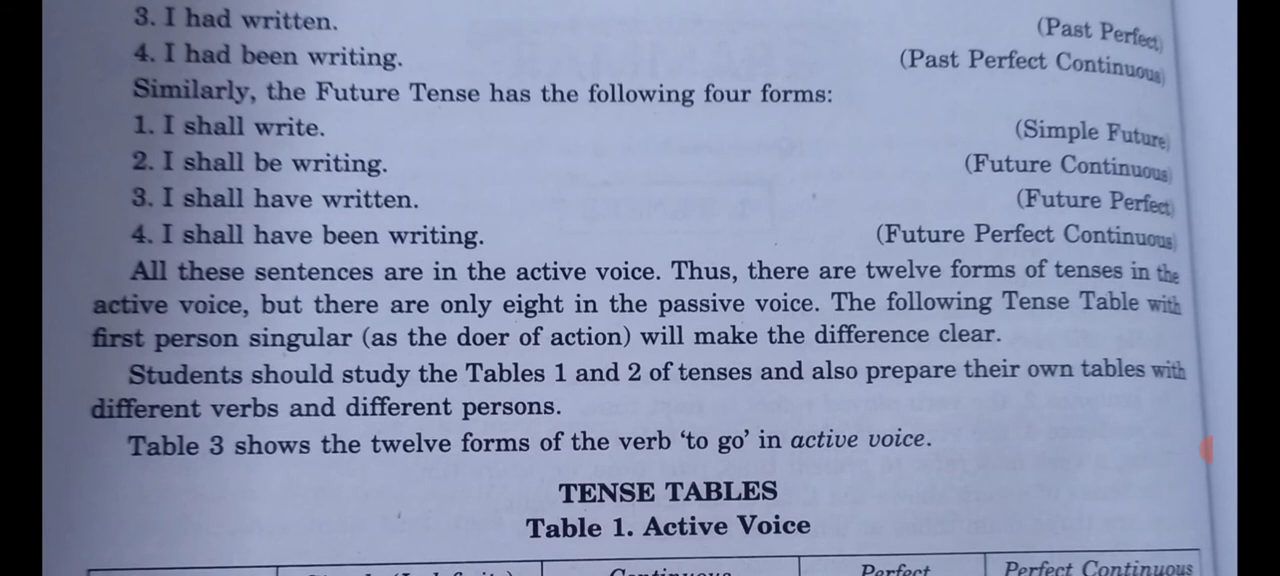 3. I had written. (Past Perfect)
4. I had been writing. (Past Perfect Continuous)
Similarly, the Future Tense has the following four forms:
1. I shall write. (Simple Future)
2. I shall be writing. (Future Continuous)
3. I shall have written. (Future Perfect)
4. I shall have been writing. (Future Perfect Continuous)
All these sentences are in the active voice. Thus, there are twelve forms of tenses in the
active voice, but there are only eight in the passive voice. The following Tense Table with
first person singular (as the doer of action) will make the difference clear.
Students should study the Tables 1 and 2 of tenses and also prepare their own tables with
different verbs and different persons.
Table 3 shows the twelve forms of the verb ‘to go’ in active voice.
TENSE TABLES
Table 1. Active Voice
Continuous Perfect Perfect Continuous